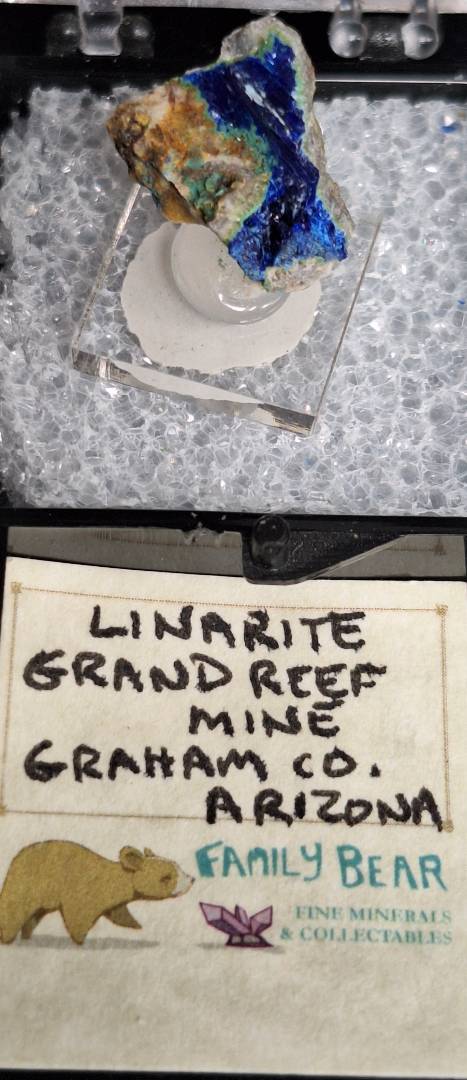 LINARITE
GRAND REEF
MINE
GRAHAM CO.
ARIZONA
FAMILY BEAR
FINE MINERALS
& COLLECTABLES